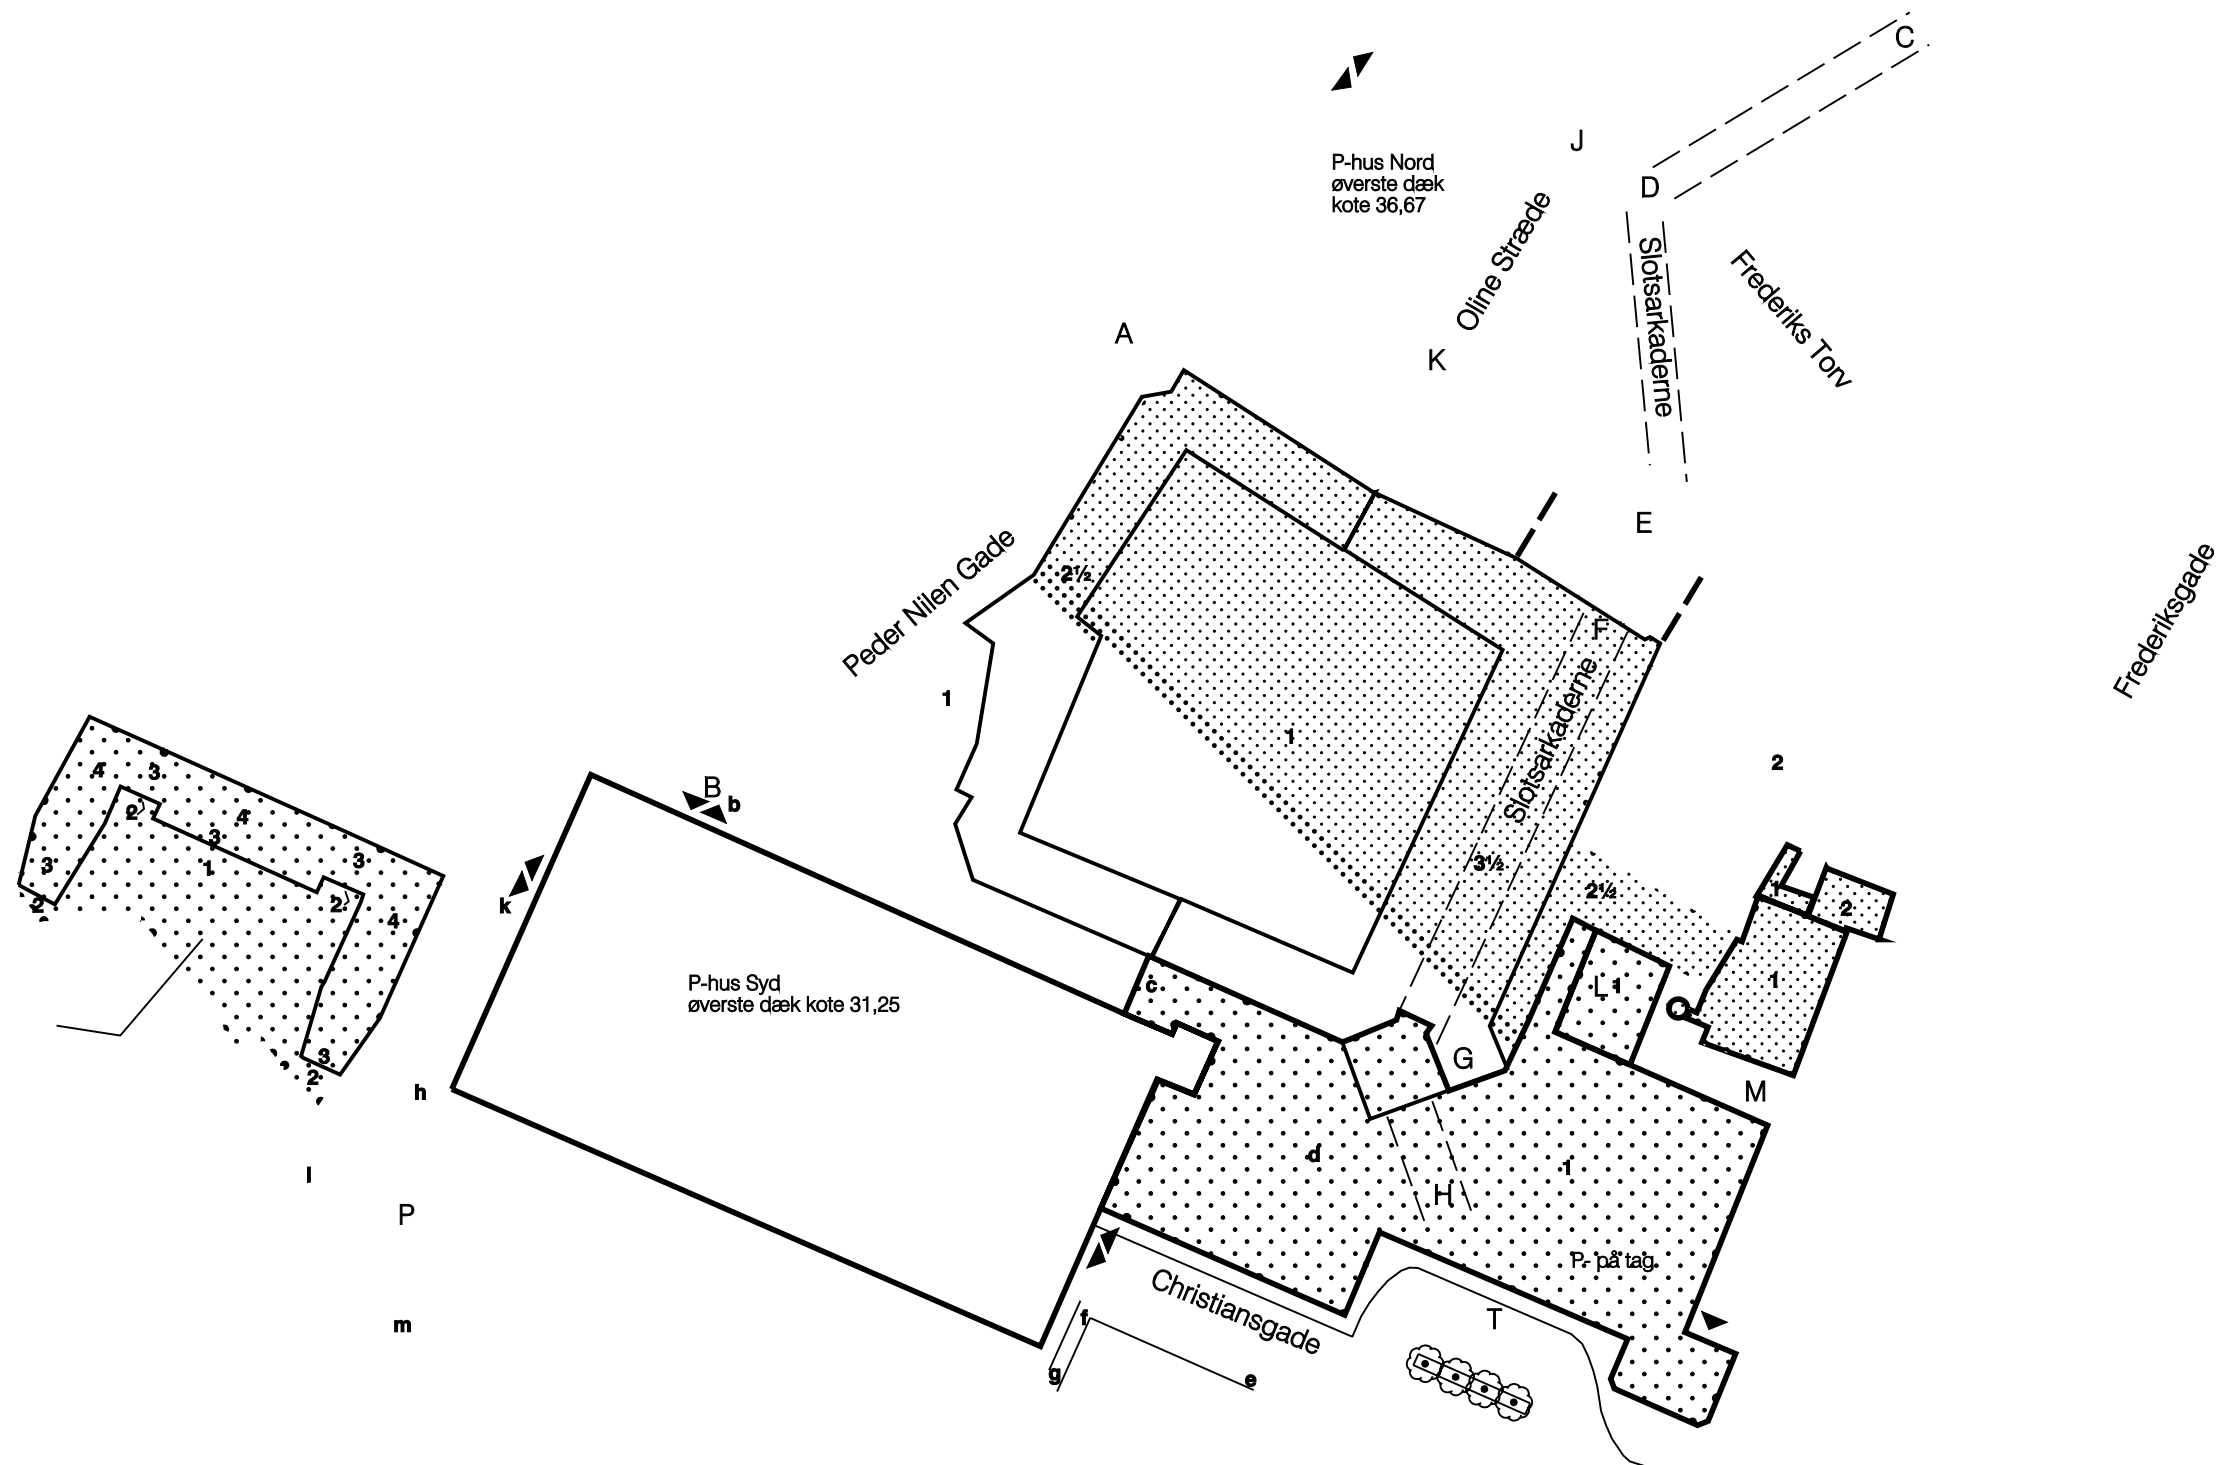 C
J
P-hus Nord
øverste dæk
kote 36,67
D
Oline Stræde
Slotsarkaderne
Frederiks Torv
A
K
E
Peder Nilen Gade
2½
F
Frederiksgade
Slotsarkaderne
1
1
2
4
3
2
4
3
1
3
3
2
4
2
3
2
B
b
k
3½
2½
1
2
1
L 1
P-hus Syd
øverste dæk kote 31,25
c
G
M
h
l
P
m
d
1
H
P.- på tag
Christiansgade
T
f
g
e